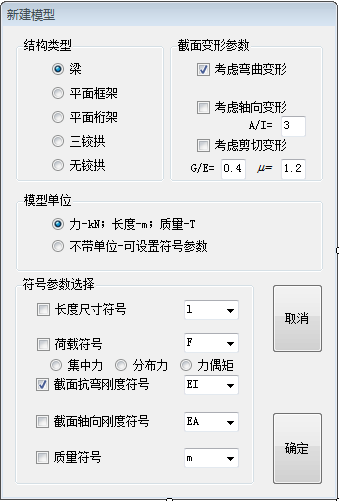 新建模型
结构类型
梁
平面框架
平面桁架
三铰拱
无铰拱
截面变形参数
考虑弯曲变形
考虑轴向变形
A/I= 3
考虑剪切变形
G/E= 0.4 μ= 1.2
模型单位
力-kN；长度-m；质量-T
不带单位-可设置符号参数
符号参数选择
长度尺寸符号 l
荷载符号 F
集中力 分布力 力偶矩
截面抗弯刚度符号 EI
截面轴向刚度符号 EA
质量符号 m
取消
确定